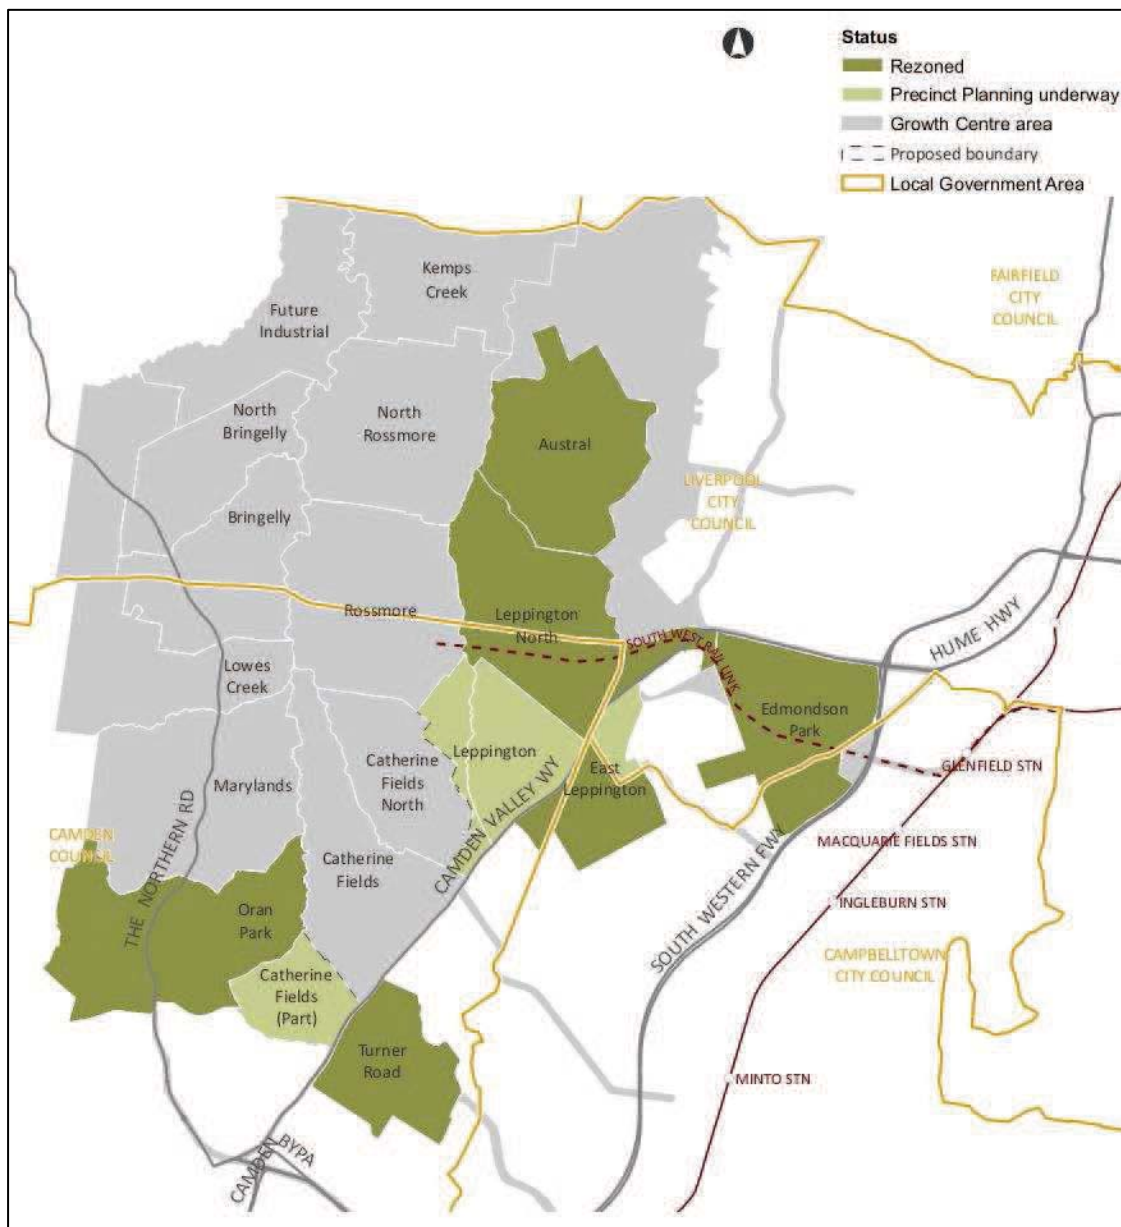 Status
Rezoned
Precinct Planning underway
Growth Centre area
Proposed boundary
Local Government Area
Kemps
Creek
FAIRFIELD
CITY
COUNCIL
Future
Industrial
North
Bringelly
North
Rossmore
Austral
LIVERPOOL
CITY
COUNCIL
Bringelly
Rossmore
Leppington
North
SOUTH WEST RAIL LINK
HUME HWY
Lowes
Creek
Edmondson
Park
Leppington
Catherine
Fields
North
East
Leppington
GLENFIELD STN
Marylands
CAMDEN
COUNCIL
THE NORTHERN RD
CAMDEN VALLEY WY
MACQUARIE FIELDS STN
Catherine
Fields
INGLEBURN STN
Oran
Park
SOUTH WESTERN FWY
CAMPBELLTOWN
CITY COUNCIL
Catherine
Fields
(Part)
Turner
Road
MINTO STN
CAMDEN
BYPA